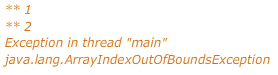 ** 1
** 2
Exception in thread "main"
java.lang.ArrayIndexOutOfBoundsException